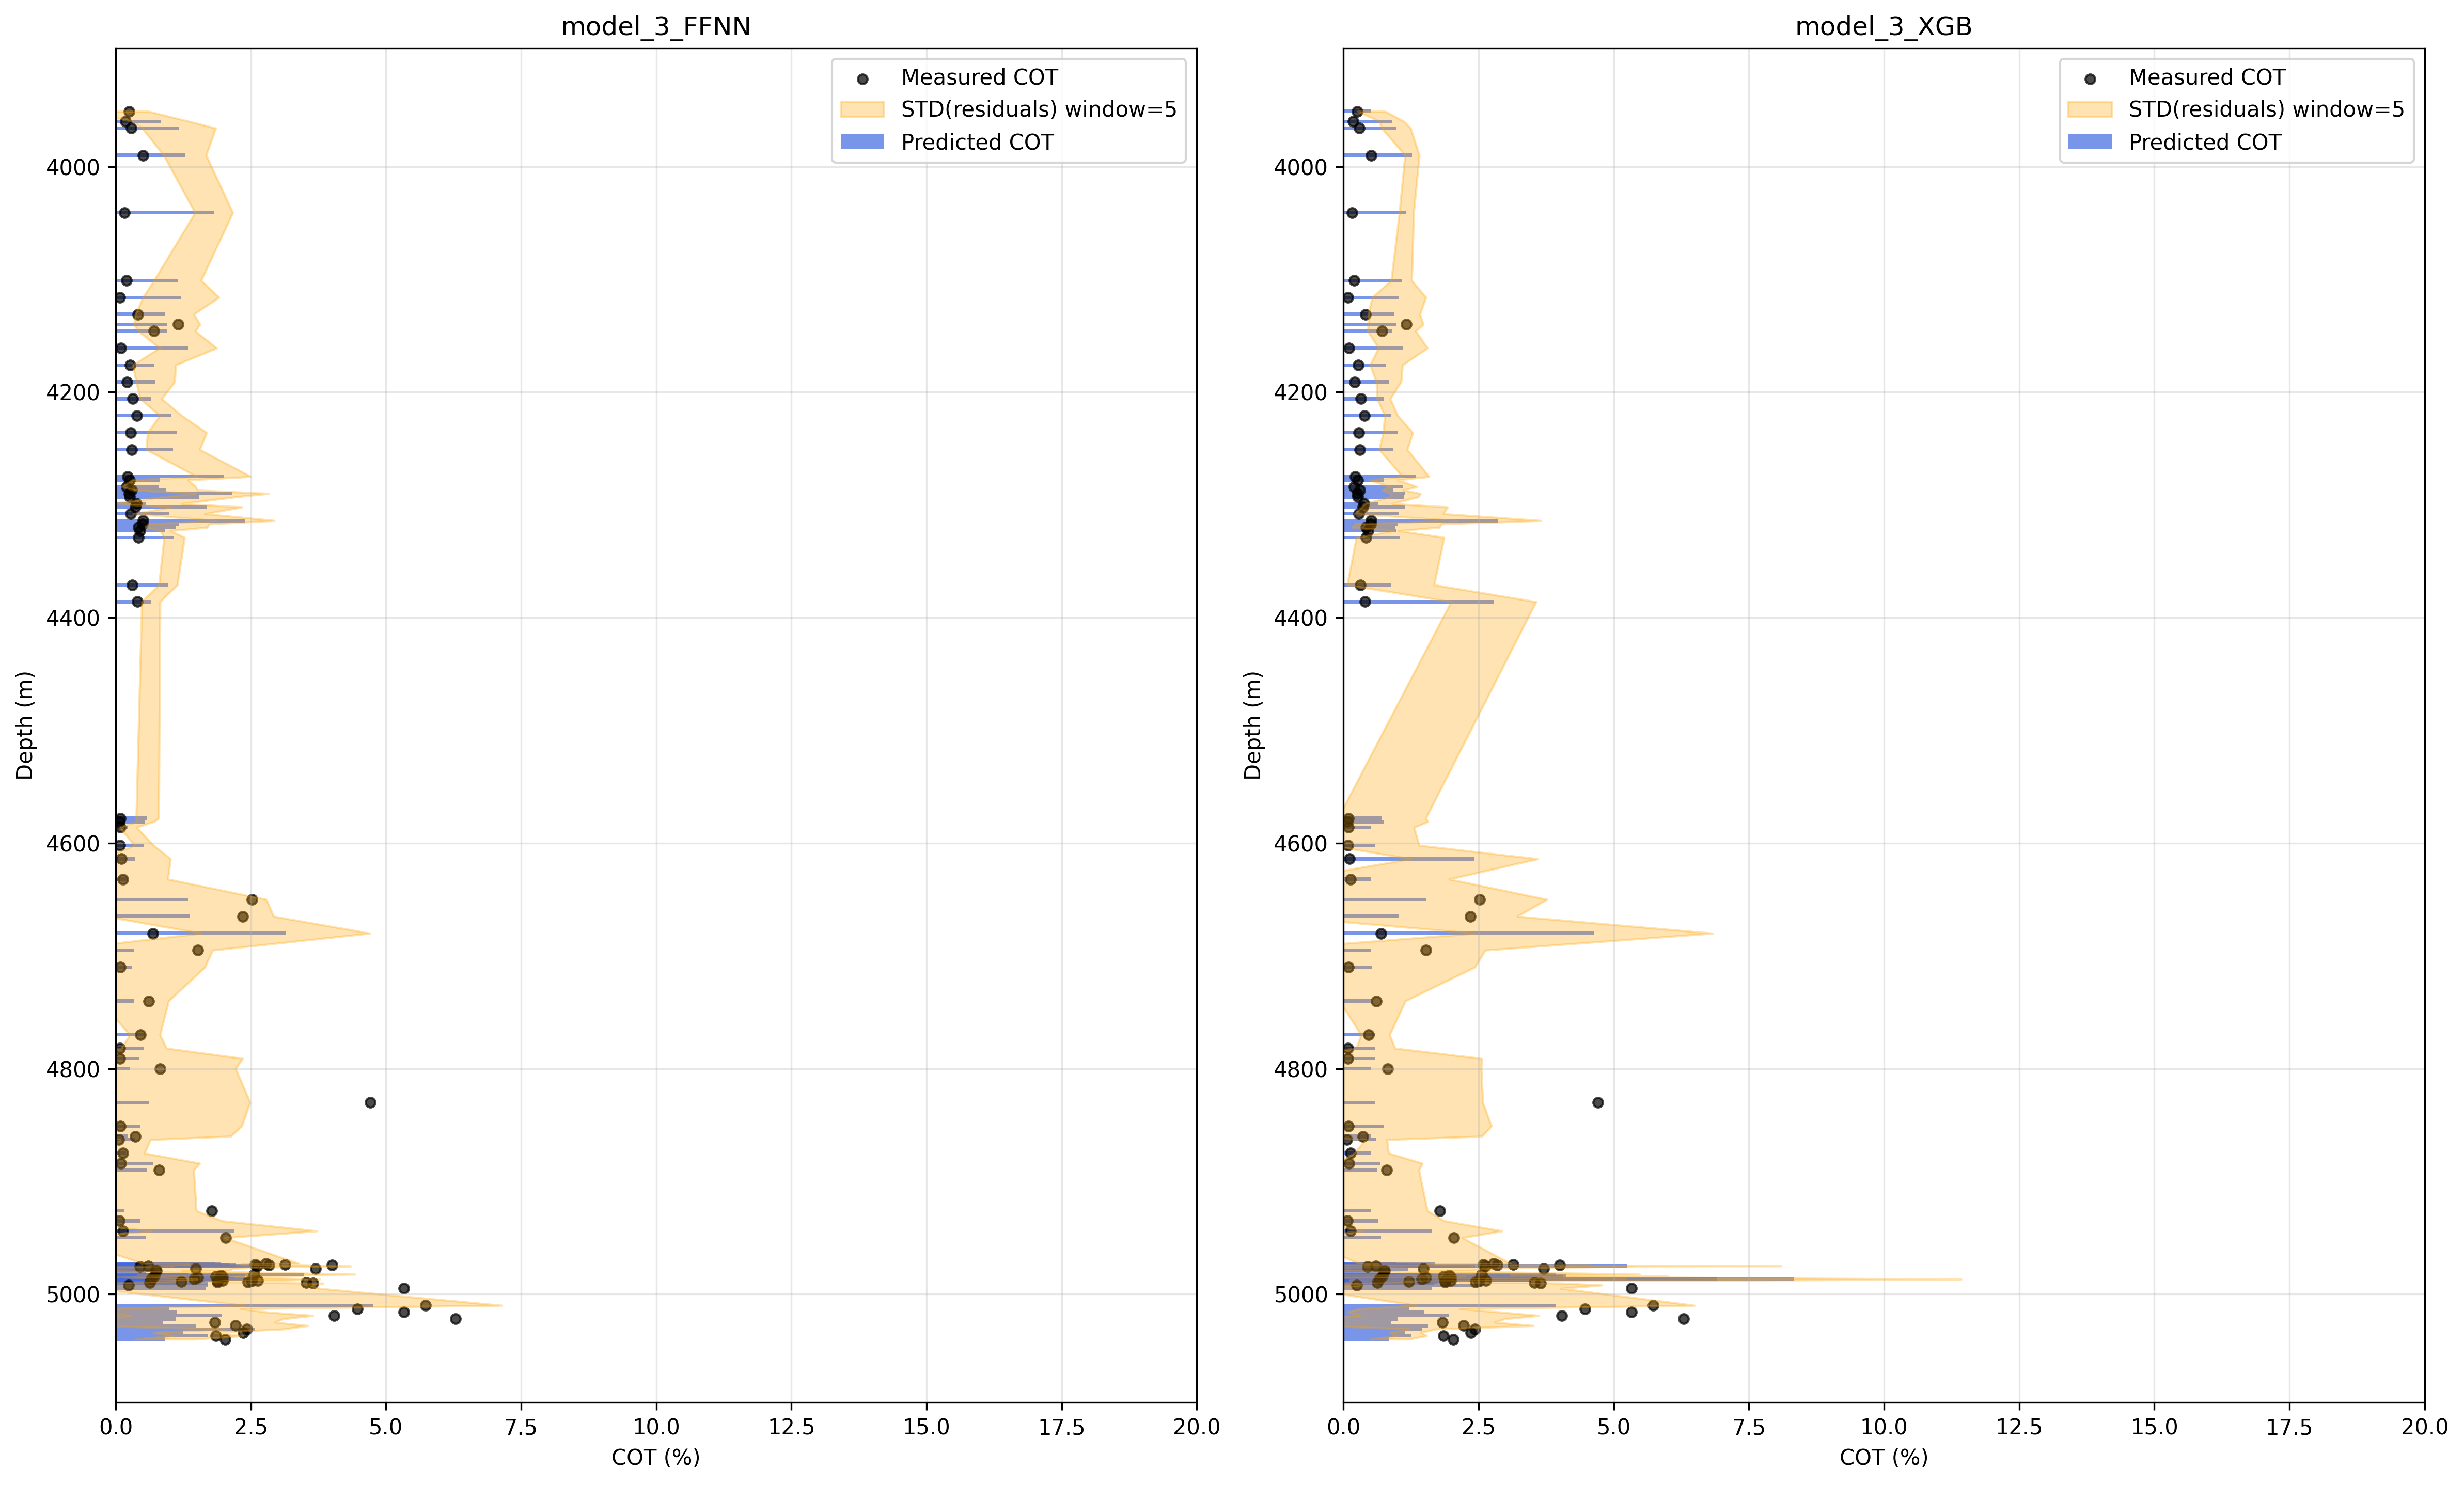 model_3_FFNN
Measured COT
STD(residuals) window=5
Predicted COT
4000
4200
4400
4600
4800
5000
Depth (m)
0.0 2.5 5.0 7.5 10.0 12.5 15.0 17.5 20.0
COT (%)
model_3_XGB
Measured COT
STD(residuals) window=5
Predicted COT
4000
4200
4400
4600
4800
5000
Depth (m)
0.0 2.5 5.0 7.5 10.0 12.5 15.0 17.5 20.0
COT (%)